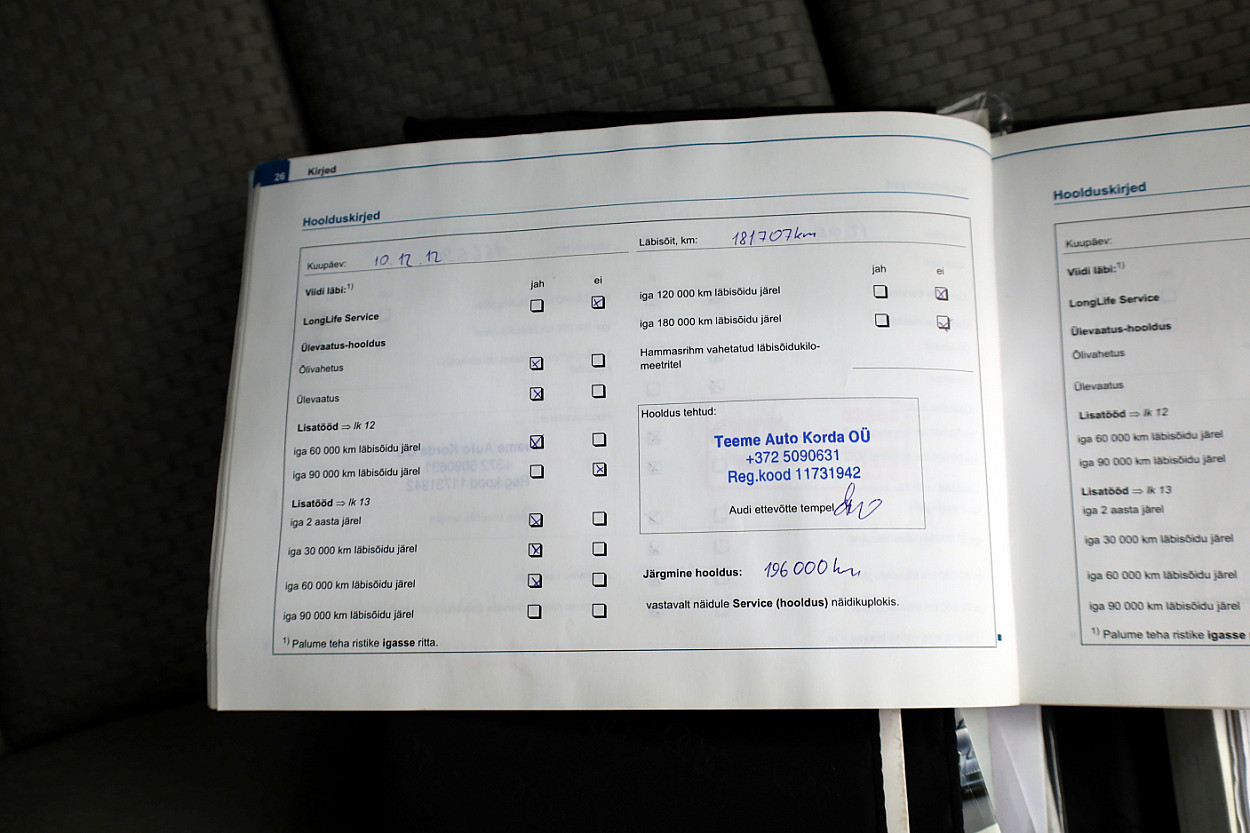 26 Kirjed
Hoolduskirjed
Kuupäev: 10.12.12
Viidi läbi:1)
jah ei
LongLife Service
Ülevaatus-hooldus
Õlivahetus
Ülevaatus
Lisatööd ⇒ lk 12
iga 60 000 km läbisõidu järel
iga 90 000 km läbisõidu järel
Lisatööd ⇒ lk 13
iga 2 aasta järel
iga 30 000 km läbisõidu järel
iga 60 000 km läbisõidu järel
iga 90 000 km läbisõidu järel
1) Palume teha ristike igasse ritta.
Läbisõit, km: 181707km
jah ei
iga 120 000 km läbisõidu järel
iga 180 000 km läbisõidu järel
Hammasrihm vahetatud läbisõidukilo-
meetritel
Hooldus tehtud:
Teeme Auto Korda OÜ
+372 5090631
Reg.kood 11731942
Audi ettevõtte tempel
Järgmine hooldus: 196 000 km
vastavalt näidule Service (hooldus) näidikuplokis.
Hoolduskirjed
Kuupäev:
Viidi läbi:1)
LongLife Service
Ülevaatus-hooldus
Õlivahetus
Ülevaatus
Lisatööd ⇒ lk 12
iga 60 000 km läbisõidu järel
iga 90 000 km läbisõidu järel
Lisatööd ⇒ lk 13
iga 2 aasta järel
iga 30 000 km läbisõidu järel
iga 60 000 km läbisõidu järel
iga 90 000 km läbisõidu järel
1) Palume teha ristike igasse